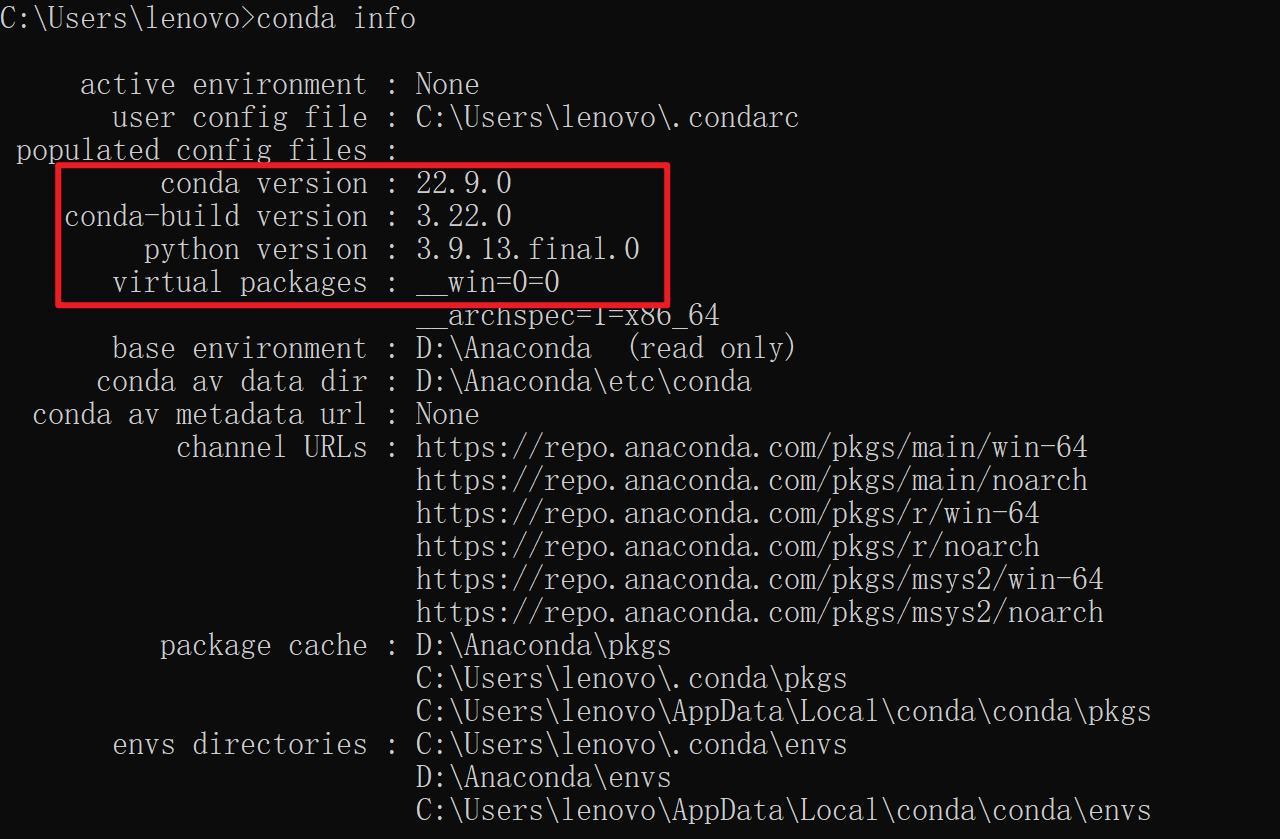 C:\Users\lenovo>conda info
active environment : None
user config file : C:\Users\lenovo\.condarc
populated config files :
conda version : 22.9.0
conda-build version : 3.22.0
python version : 3.9.13.final.0
virtual packages : __win=0=0
__archspec=1=x86_64
base environment : D:\Anaconda  (read only)
conda av data dir : D:\Anaconda\etc\conda
conda av metadata url : None
channel URLs : https://repo.anaconda.com/pkgs/main/win-64
https://repo.anaconda.com/pkgs/main/noarch
https://repo.anaconda.com/pkgs/r/win-64
https://repo.anaconda.com/pkgs/r/noarch
https://repo.anaconda.com/pkgs/msys2/win-64
https://repo.anaconda.com/pkgs/msys2/noarch
package cache : D:\Anaconda\pkgs
C:\Users\lenovo\.conda\pkgs
C:\Users\lenovo\AppData\Local\conda\conda\pkgs
envs directories : C:\Users\lenovo\.conda\envs
D:\Anaconda\envs
C:\Users\lenovo\AppData\Local\conda\conda\envs